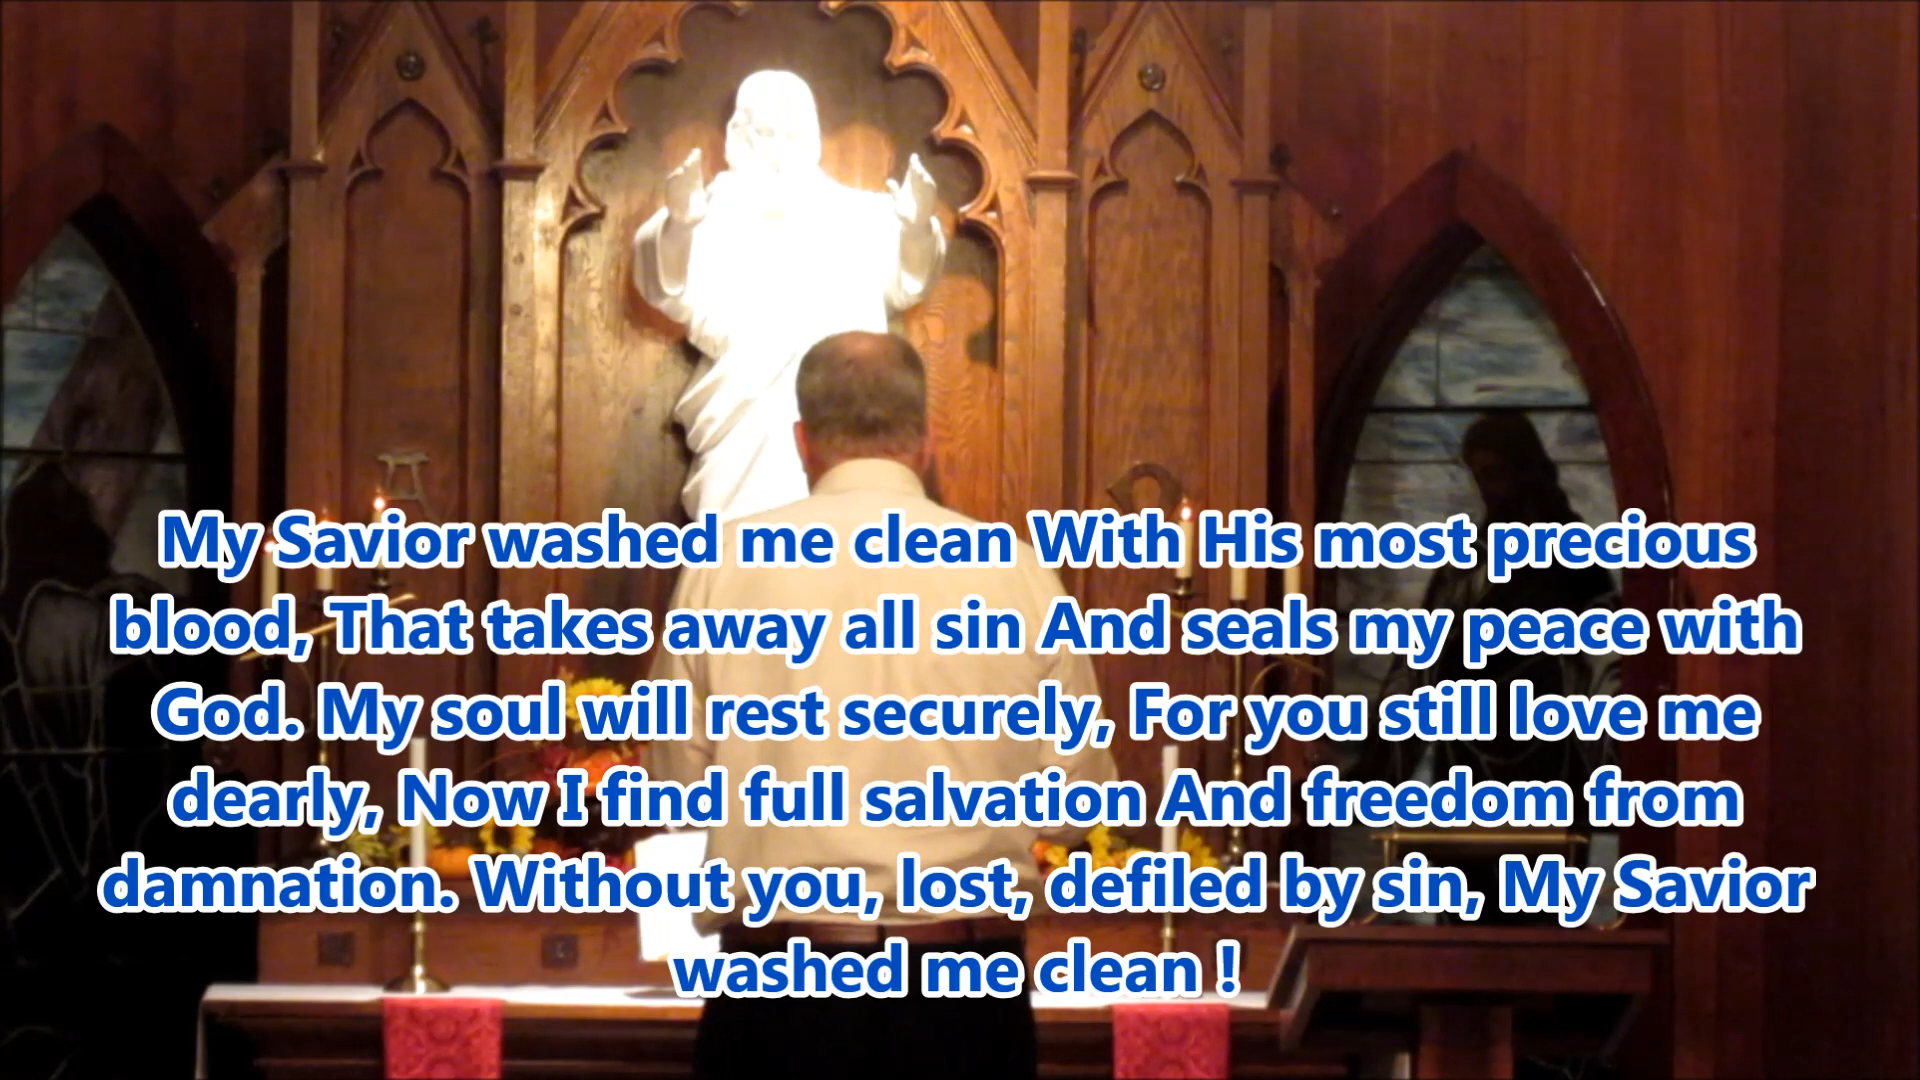 My Savior washed me clean With His most precious
blood, That takes away all sin And seals my peace with
God. My soul will rest securely, For you still love me
dearly, Now I find full salvation And freedom from
damnation. Without you, lost, defiled by sin, My Savior
washed me clean !